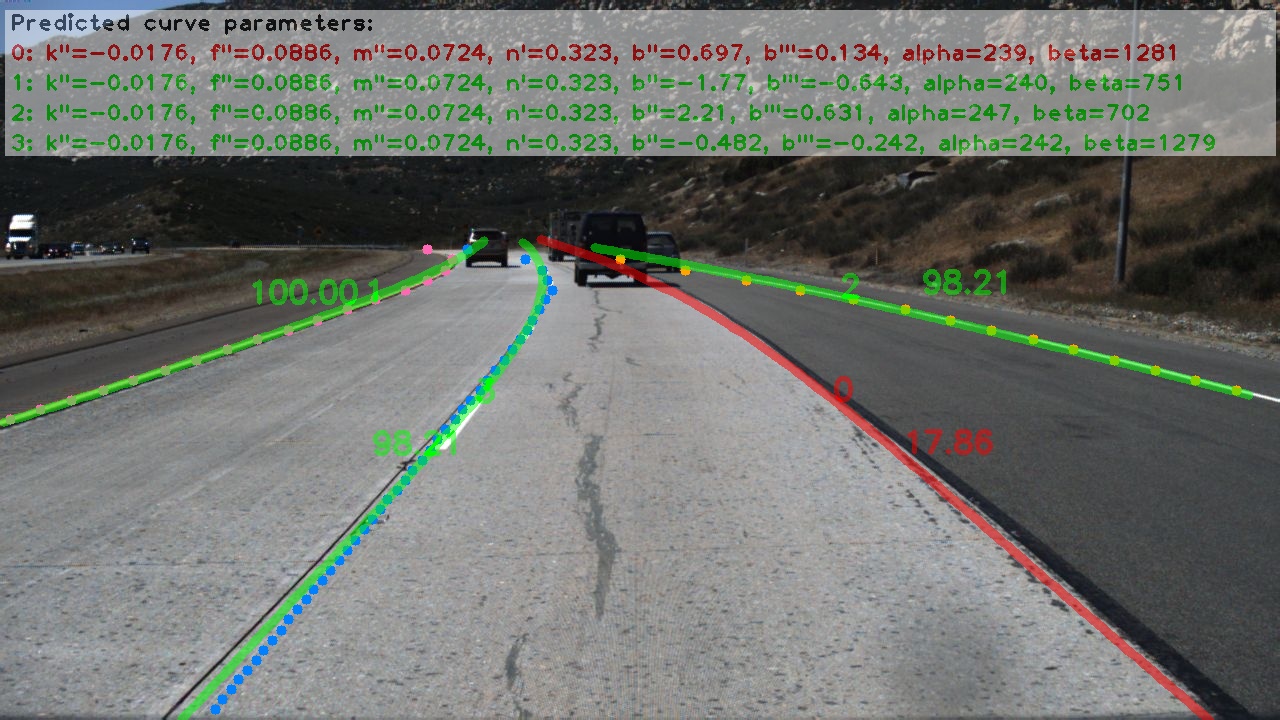 Predicted curve parameters:
0: k''=-0.0176, f''=0.0886, m''=0.0724, n'=0.323, b''=0.697, b'''=0.134, alpha=239, beta=1281
1: k''=-0.0176, f''=0.0886, m''=0.0724, n'=0.323, b''=-1.77, b'''=-0.643, alpha=240, beta=751
2: k''=-0.0176, f''=0.0886, m''=0.0724, n'=0.323, b''=2.21, b'''=0.631, alpha=247, beta=702
3: k''=-0.0176, f''=0.0886, m''=0.0724, n'=0.323, b''=-0.482, b'''=-0.242, alpha=242, beta=1279
100.00 1
2 98.21
0
3
98.21
17.86